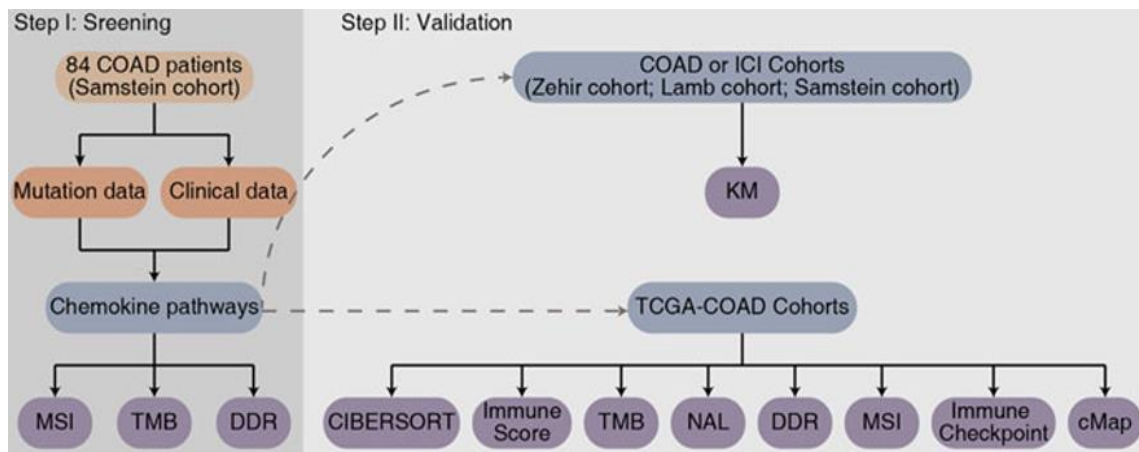 Step I: Sreening
84 COAD patients
(Samstein cohort)
Mutation data
Clinical data
Chemokine pathways
MSI
TMB
DDR
Step II: Validation
COAD or ICI Cohorts
(Zehir cohort; Lamb cohort; Samstein cohort)
KM
TCGA-COAD Cohorts
CIBERSORT
Immune
Score
TMB
NAL
DDR
MSI
Immune
Checkpoint
cMap